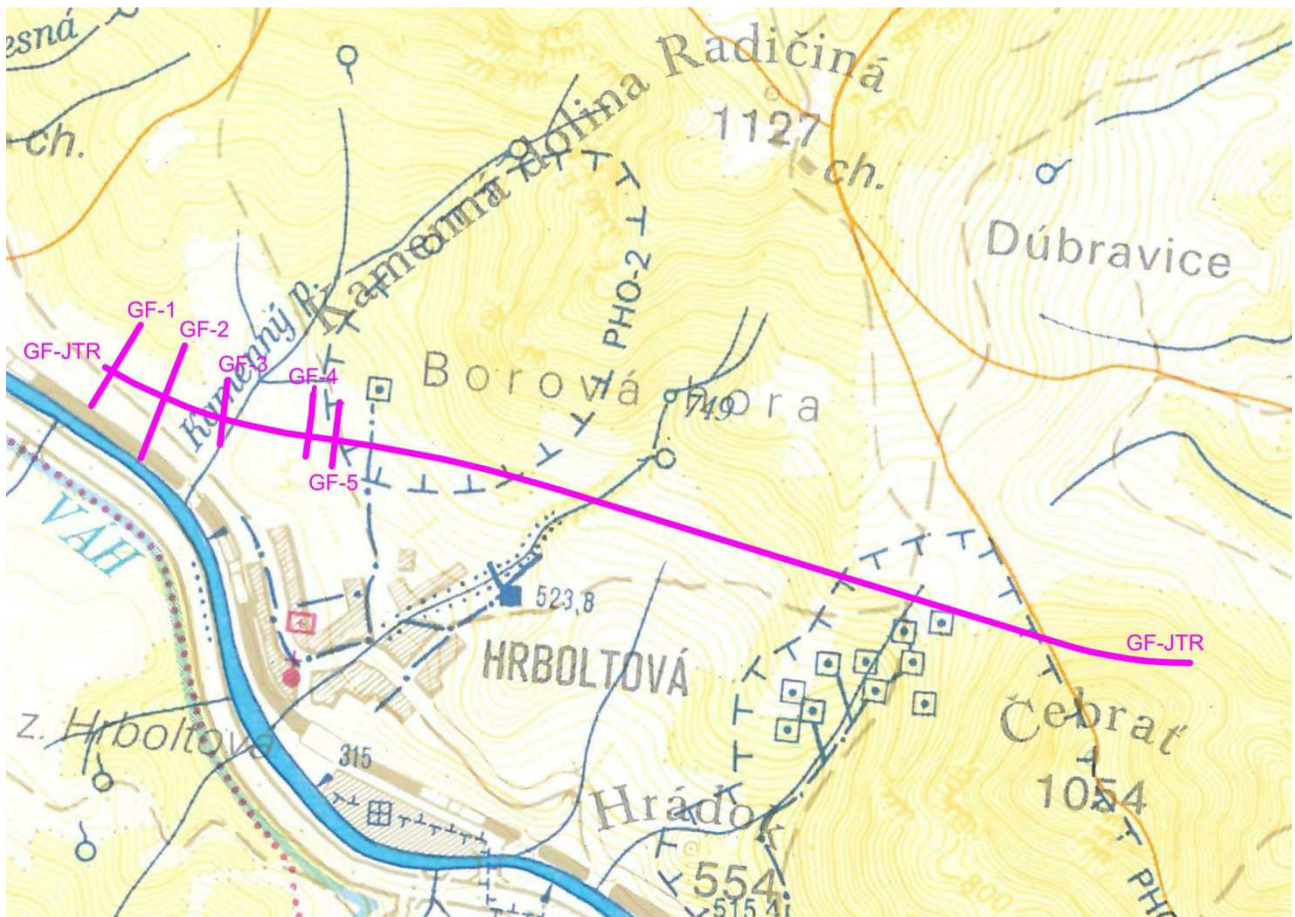 esná
Radičiná
1127
ch.
ch.
Kamenná dolina
Dúbravice
PHO-2
GF-1
GF-2
GF-JTR
GF-3
GF-4
GF-5
Kamenný p.
Borová hora
749
VÁH
523,8
HRBOLTOVÁ
GF-JTR
Čebrať
1054
z. Hrboltova
315
Hrádok
554
515,4
800
PHO